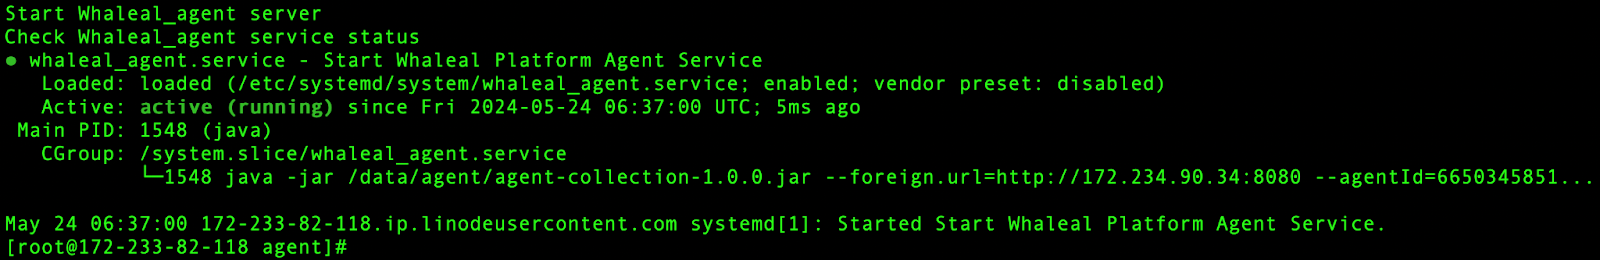 Start Whaleal_agent server
Check Whaleal_agent service status
● whaleal_agent.service - Start Whaleal Platform Agent Service
   Loaded: loaded (/etc/systemd/system/whaleal_agent.service; enabled; vendor preset: disabled)
   Active: active (running) since Fri 2024-05-24 06:37:00 UTC; 5ms ago
 Main PID: 1548 (java)
   CGroup: /system.slice/whaleal_agent.service
           └─1548 java -jar /data/agent/agent-collection-1.0.0.jar --foreign.url=http://172.234.90.34:8080 --agentId=6650345851...

May 24 06:37:00 172-233-82-118.ip.linodeusercontent.com systemd[1]: Started Start Whaleal Platform Agent Service.
[root@172-233-82-118 agent]#